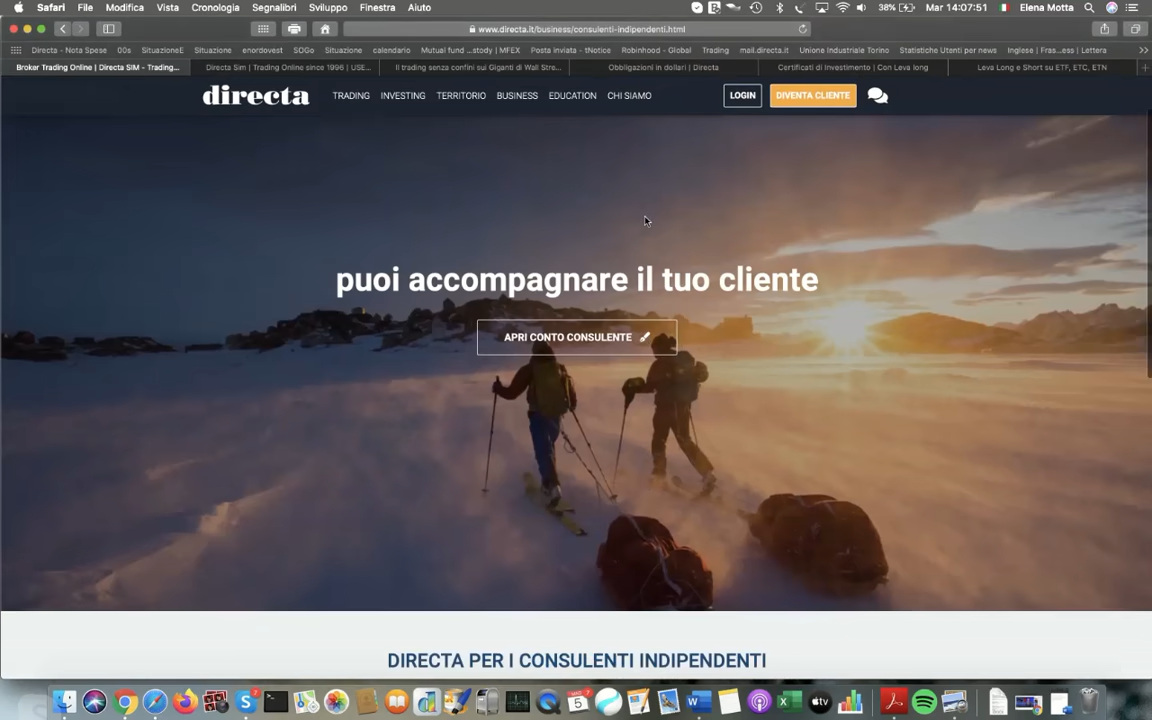 Safari File Modifica Vista Cronologia Segnalibri Sviluppo Finestra Aiuto 38% Mar 14:07:51 Elena Motta
www.directa.it/business/consulenti-indipendenti.html
Directa - Nota Spese 00s SituazioneE Situazione enordovest SOGo Situazione calendario Mutual fund ...study | MFEX Posta inviata - tNotice Robinhood - Global Trading mail.directa.it Unione Industriale Torino Statistiche Utenti per news Inglese | Fras...ess | Lettera
Broker Trading Online | Directa SIM - Trading... Directa Sim | Trading Online since 1996 | USE... Il trading senza confini sui Giganti di Wall Stre... Obbligazioni in dollari | Directa Certificati di Investimento | Con Leva long Leva Long e Short su ETF, ETC, ETN
directa TRADING INVESTING TERRITORIO BUSINESS EDUCATION CHI SIAMO LOGIN DIVENTA CLIENTE
puoi accompagnare il tuo cliente
APRI CONTO CONSULENTE
DIRECTA PER I CONSULENTI INDIPENDENTI